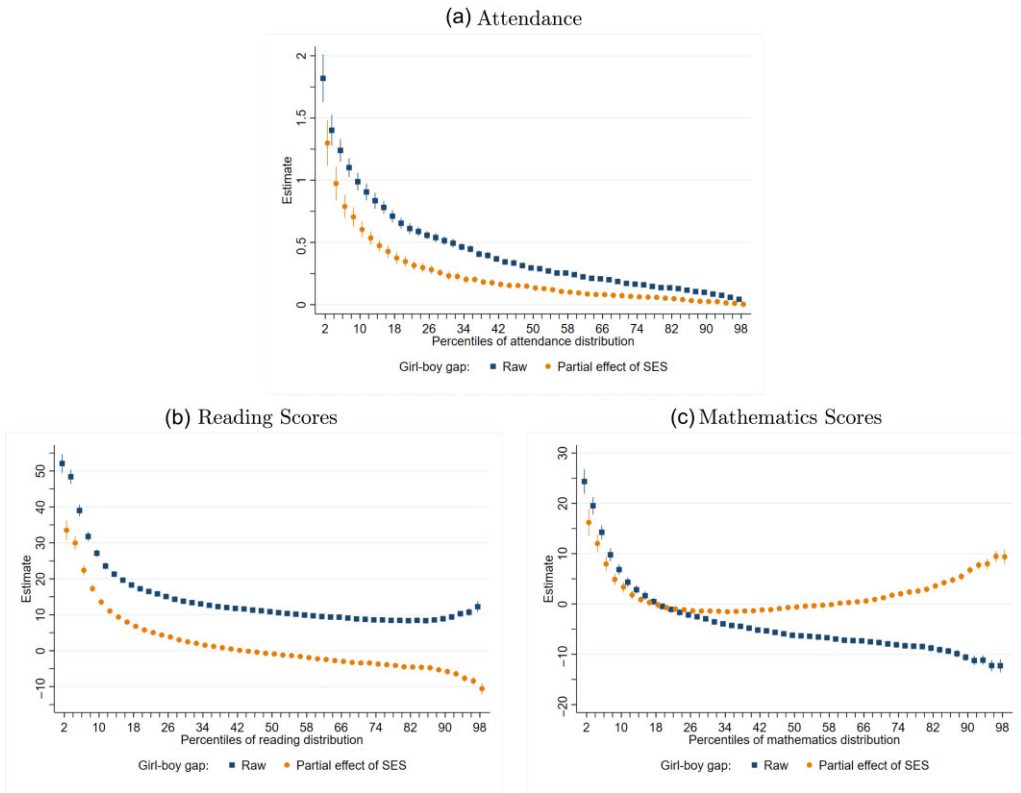 (a) Attendance
2
1.5
1
0.5
0
Estimate
2 10 18 26 34 42 50 58 66 74 82 90 98
Percentiles of attendance distribution
Girl-boy gap: Raw Partial effect of SES
(b) Reading Scores
50
40
30
20
10
0
−10
Estimate
2 10 18 26 34 42 50 58 66 74 82 90 98
Percentiles of reading distribution
Girl-boy gap: Raw Partial effect of SES
(c) Mathematics Scores
30
20
10
0
−10
−20
Estimate
2 10 18 26 34 42 50 58 66 74 82 90 98
Percentiles of mathematics distribution
Girl-boy gap: Raw Partial effect of SES